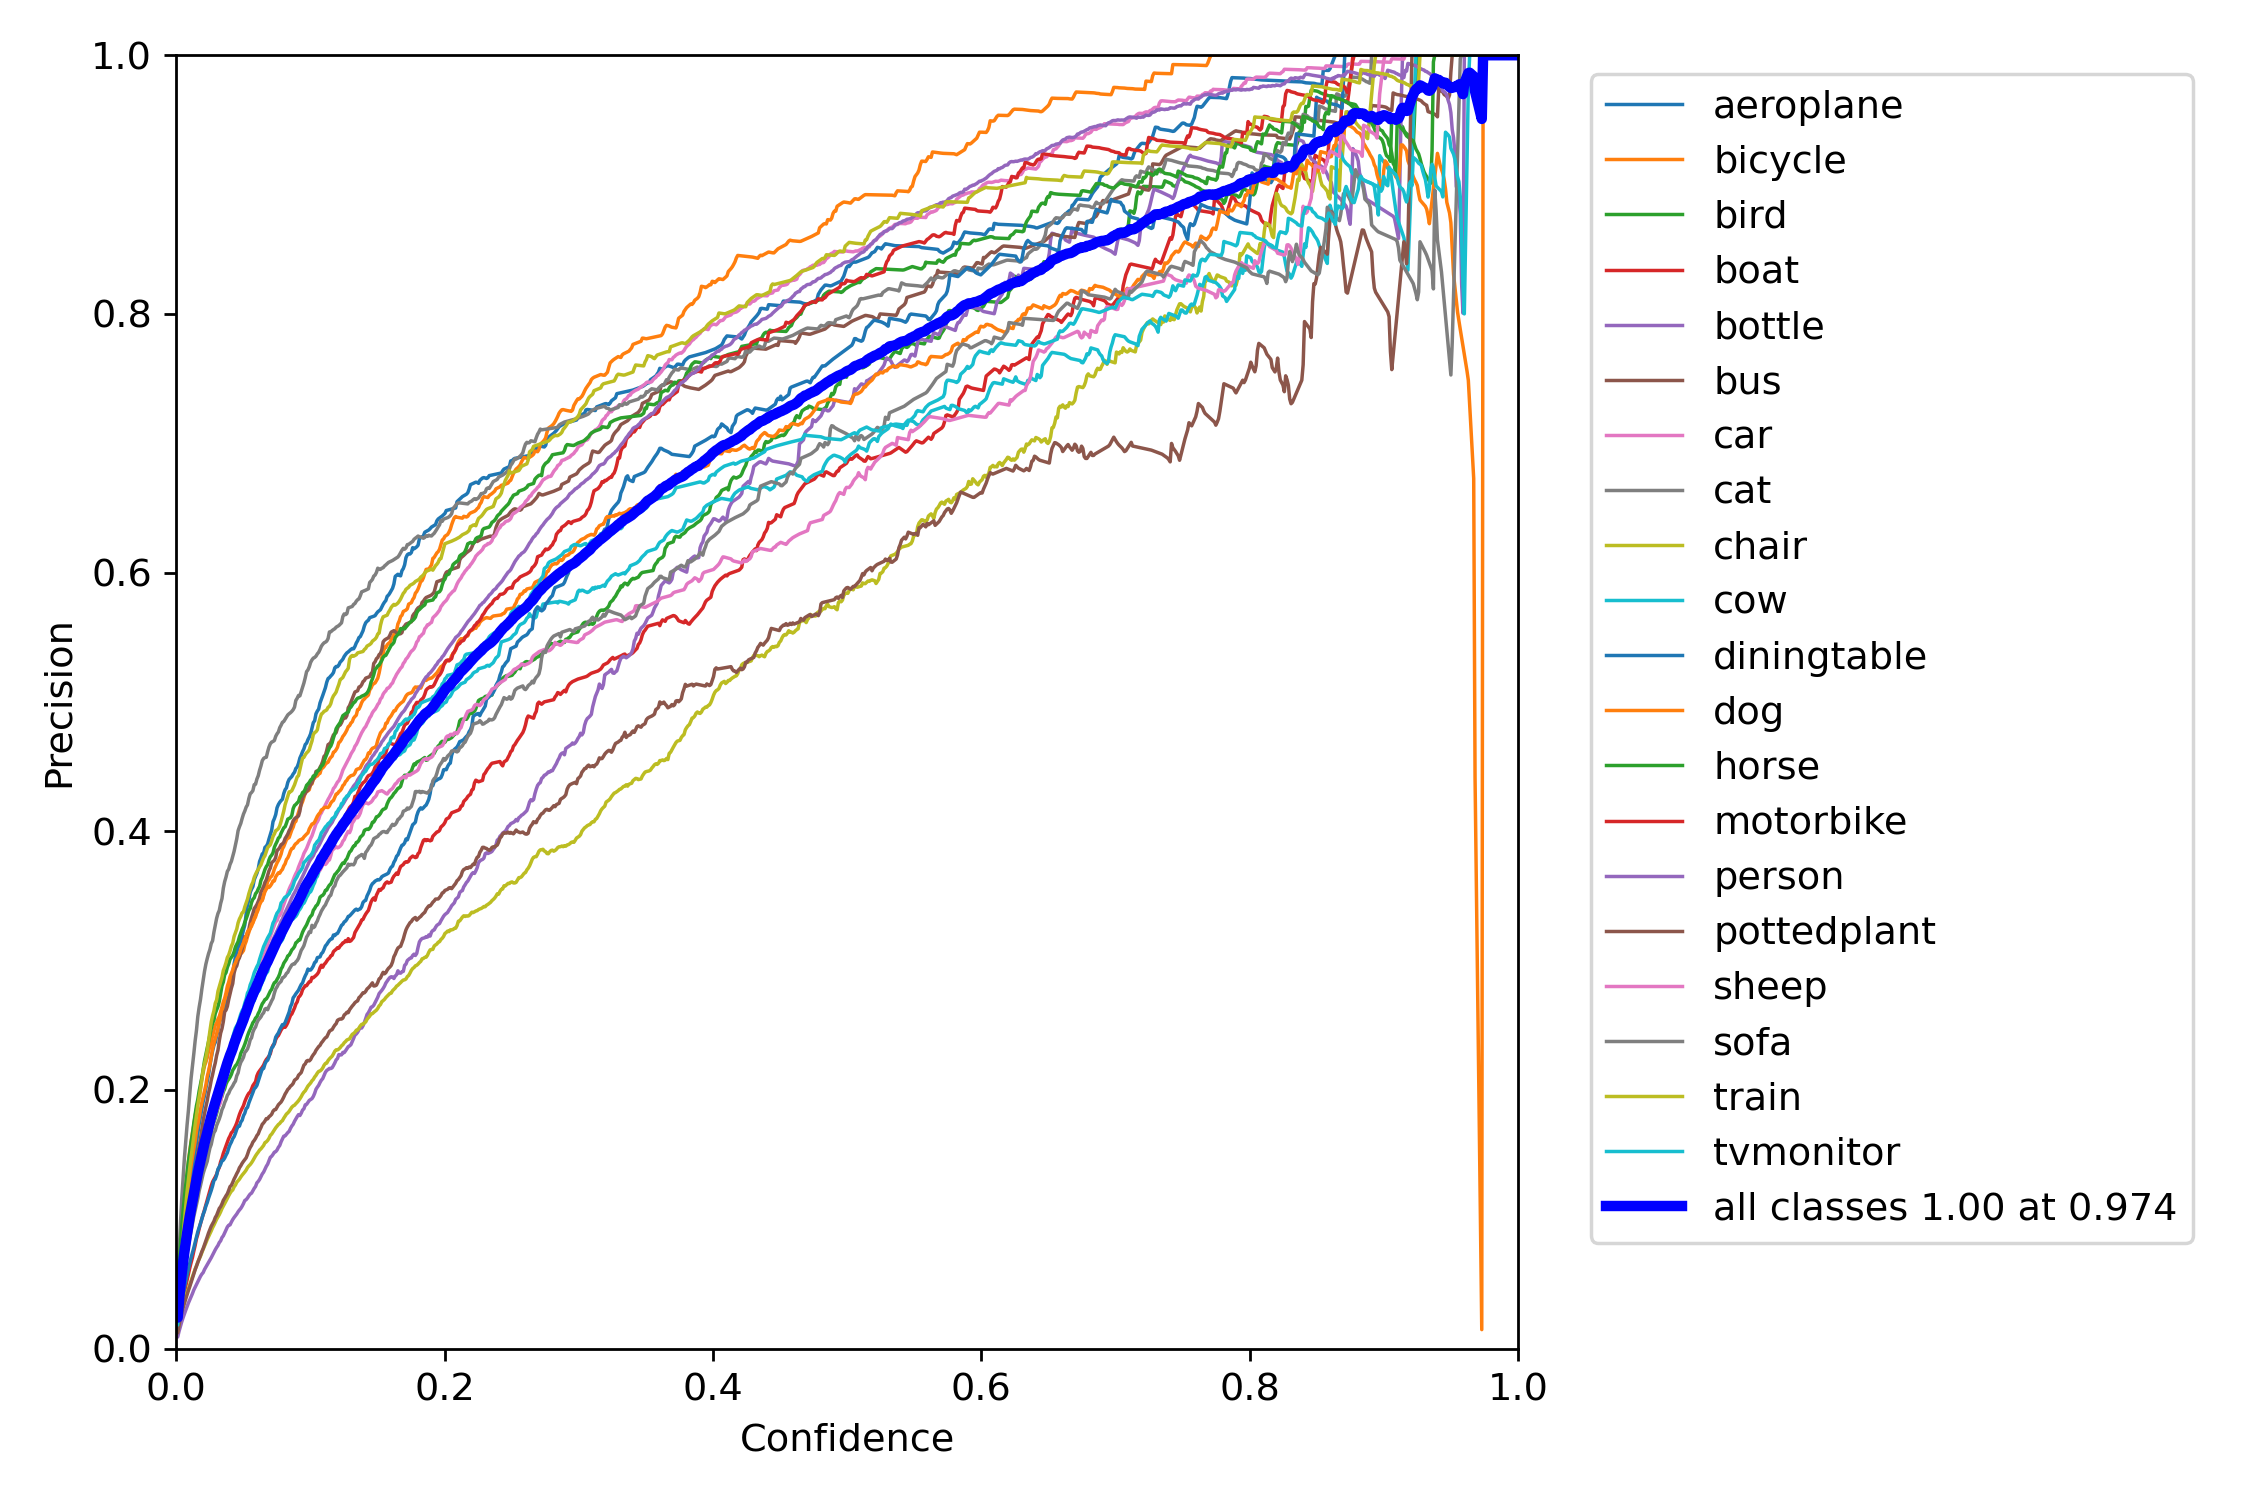 1.0
0.8
0.6
0.4
0.2
0.0
Precision
0.0 0.2 0.4 0.6 0.8 1.0
Confidence
aeroplane
bicycle
bird
boat
bottle
bus
car
cat
chair
cow
diningtable
dog
horse
motorbike
person
pottedplant
sheep
sofa
train
tvmonitor
all classes 1.00 at 0.974